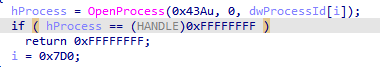 hProcess = OpenProcess(0x43Au, 0, dwProcessId[i]);
if ( hProcess == (HANDLE)0xFFFFFFFF )
return 0xFFFFFFFF;
i = 0x7D0;